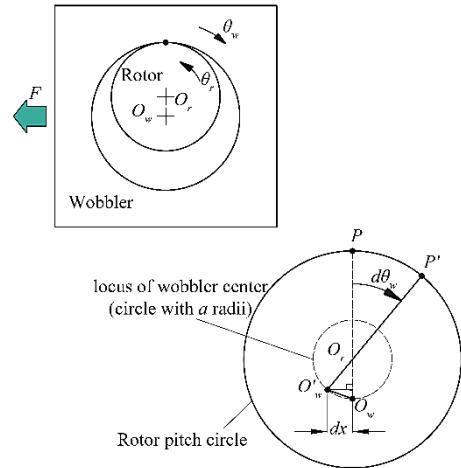 θw
Rotor
θr
F
Or
Ow
Wobbler
P
P'
dθw
locus of wobbler center
(circle with a radii)
Or
O'w
Ow
dx
Rotor pitch circle